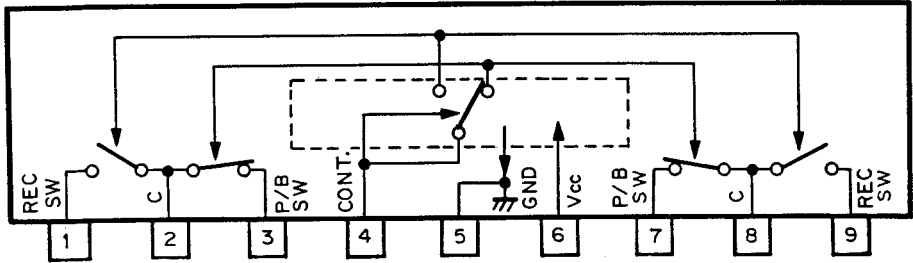 REC
SW
C
P/B
SW
CONT.
GND
Vcc
P/B
SW
C
REC
SW
1
2
3
4
5
6
7
8
9